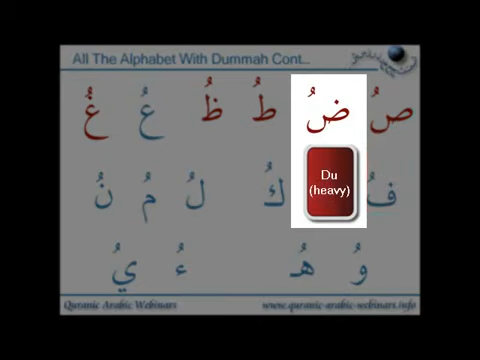 All The Alphabet With Dummah Cont..
صُ ضُ طُ ظُ عُ غُ
Du
(heavy)
فُ كُ لُ مُ نُ
وُ هُـ ءُ يُ
Quranic Arabic Webinars
www.quranic-arabic-webinars.info